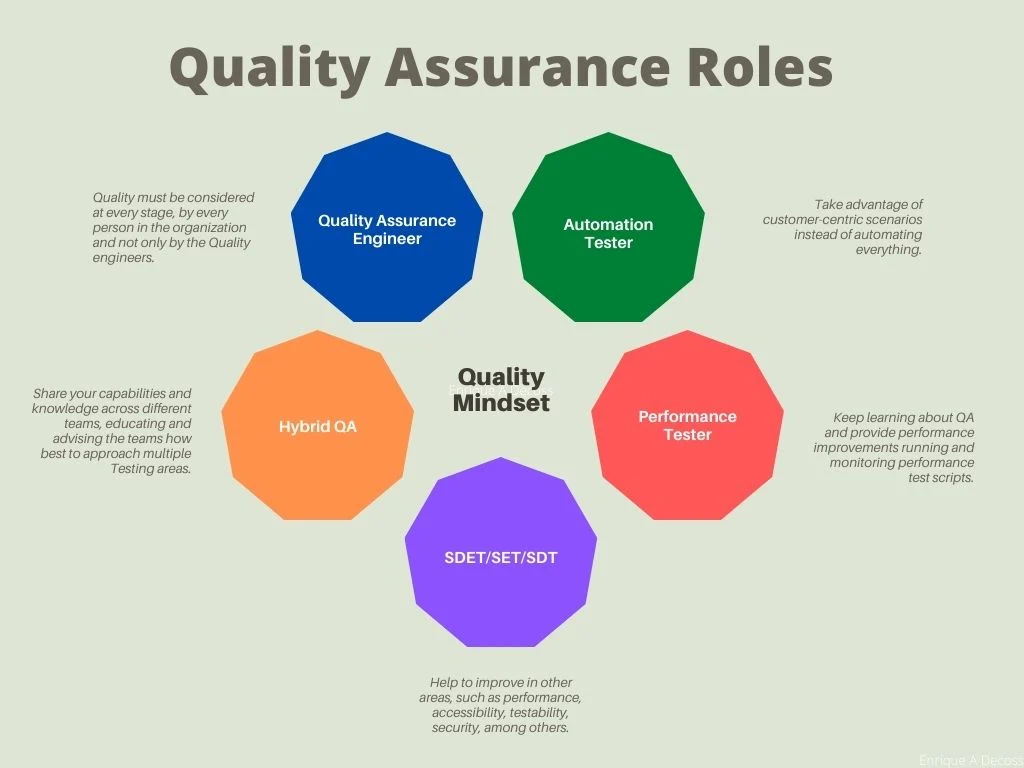 Quality Assurance Roles
Quality must be considered
at every stage, by every
person in the organization
and not only by the Quality
engineers.
Quality Assurance
Engineer
Automation
Tester
Take advantage of
customer-centric scenarios
instead of automating
everything.
Share your capabilities and
knowledge across different
teams, educating and
advising the teams how
best to approach multiple
Testing areas.
Hybrid QA
Quality
Enrique A Decoss
Mindset
Performance
Tester
Keep learning about QA
and provide performance
improvements running and
monitoring performance
test scripts.
SDET/SET/SDT
Help to improve in other
areas, such as performance,
accessibility, testability,
security, among others.
Enrique A Decoss